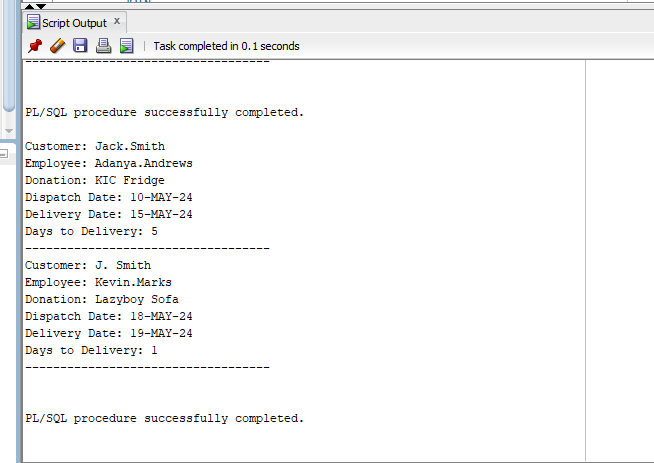 Script Output x
Task completed in 0.1 seconds
-----------------------------------
PL/SQL procedure successfully completed.
Customer: Jack.Smith
Employee: Adanya.Andrews
Donation: KIC Fridge
Dispatch Date: 10-MAY-24
Delivery Date: 15-MAY-24
Days to Delivery: 5
-----------------------------------
Customer: J. Smith
Employee: Kevin.Marks
Donation: Lazyboy Sofa
Dispatch Date: 18-MAY-24
Delivery Date: 19-MAY-24
Days to Delivery: 1
-----------------------------------
PL/SQL procedure successfully completed.